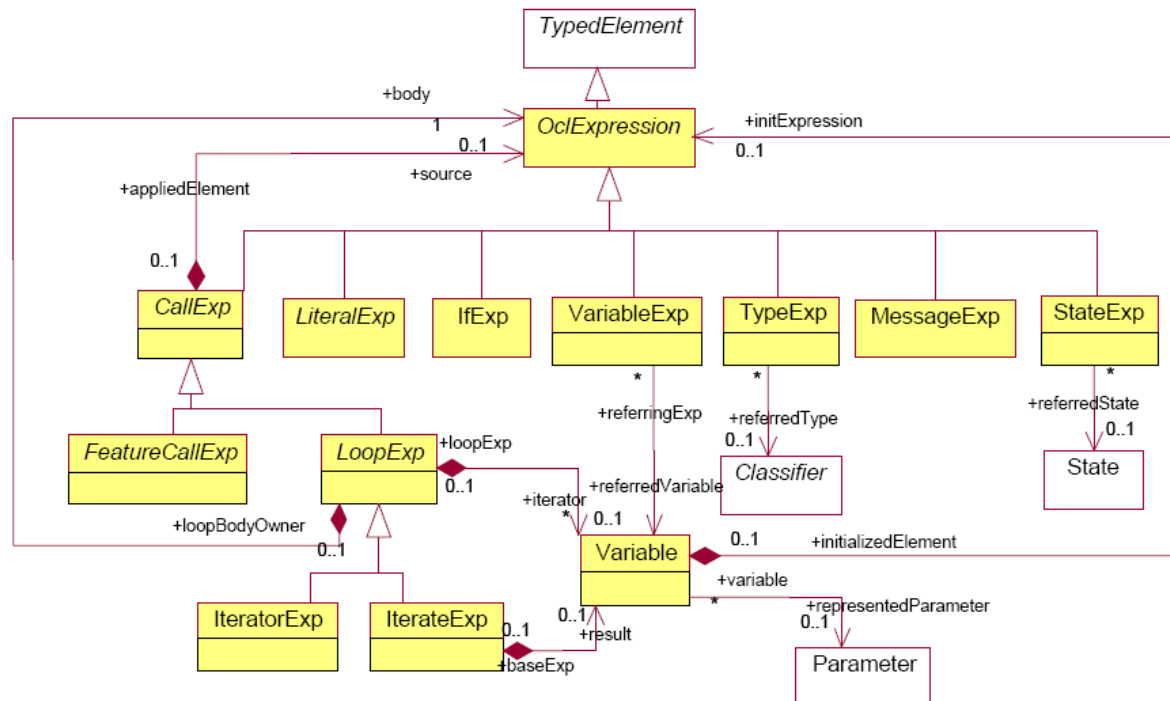 TypedElement
+body
1
OclExpression
+initExpression
0..1
0..1
+source
+appliedElement
0..1
CallExp
LiteralExp
IfExp
VariableExp
TypeExp
MessageExp
StateExp
*
*
*
+referringExp
+referredType
+referredState
0..1
0..1
FeatureCallExp
LoopExp
+loopExp
0..1
Classifier
State
+iterator
*
+referredVariable
0..1
+loopBodyOwner
0..1
Variable
0..1
+initializedElement
+variable
*
+representedParameter
0..1
IteratorExp
IterateExp
0..1
+baseExp
0..1
+result
Parameter